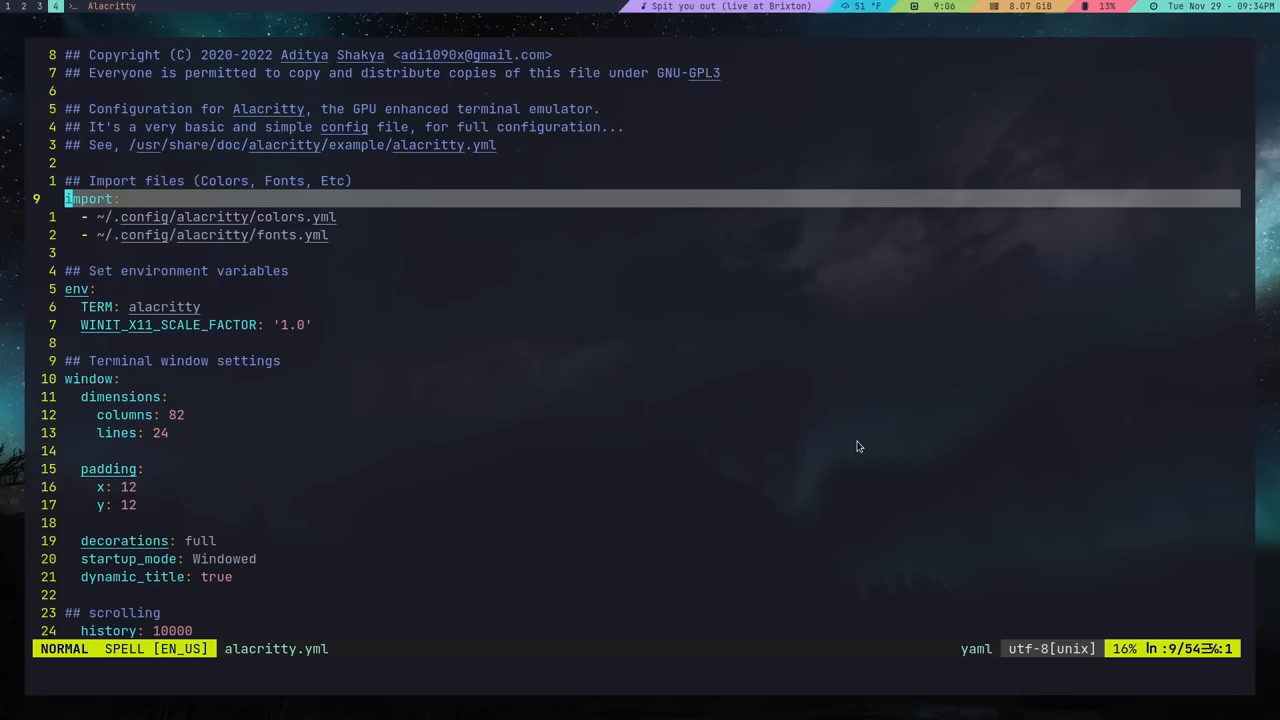 1 2 3 4 Alacritty Spit you out (live at Brixton) 51 °F 9:06 8.07 GiB 13% Tue Nov 29 - 09:34PM
8 ## Copyright (C) 2020-2022 Aditya Shakya <adi1090x@gmail.com>
7 ## Everyone is permitted to copy and distribute copies of this file under GNU-GPL3
6
5 ## Configuration for Alacritty, the GPU enhanced terminal emulator.
4 ## It's a very basic and simple config file, for full configuration...
3 ## See, /usr/share/doc/alacritty/example/alacritty.yml
2
1 ## Import files (Colors, Fonts, Etc)
9 import:
1 - ~/.config/alacritty/colors.yml
2 - ~/.config/alacritty/fonts.yml
3
4 ## Set environment variables
5 env:
6 TERM: alacritty
7 WINIT_X11_SCALE_FACTOR: '1.0'
8
9 ## Terminal window settings
10 window:
11 dimensions:
12 columns: 82
13 lines: 24
14
15 padding:
16 x: 12
17 y: 12
18
19 decorations: full
20 startup_mode: Windowed
21 dynamic_title: true
22
23 ## scrolling
24 history: 10000
NORMAL SPELL [EN_US] alacritty.yml yaml utf-8[unix] 16% ln :9/54☰℅:1